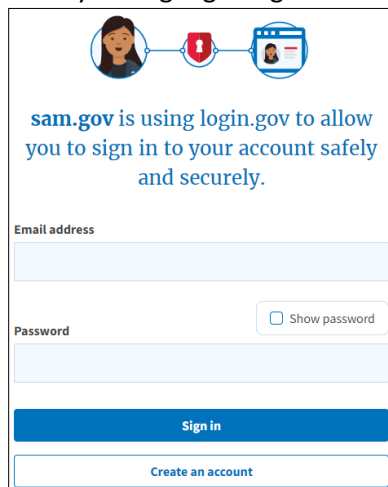 sam.gov is using login.gov to allow
you to sign in to your account safely
and securely.
Email address
Show password
Password
Sign in
Create an account